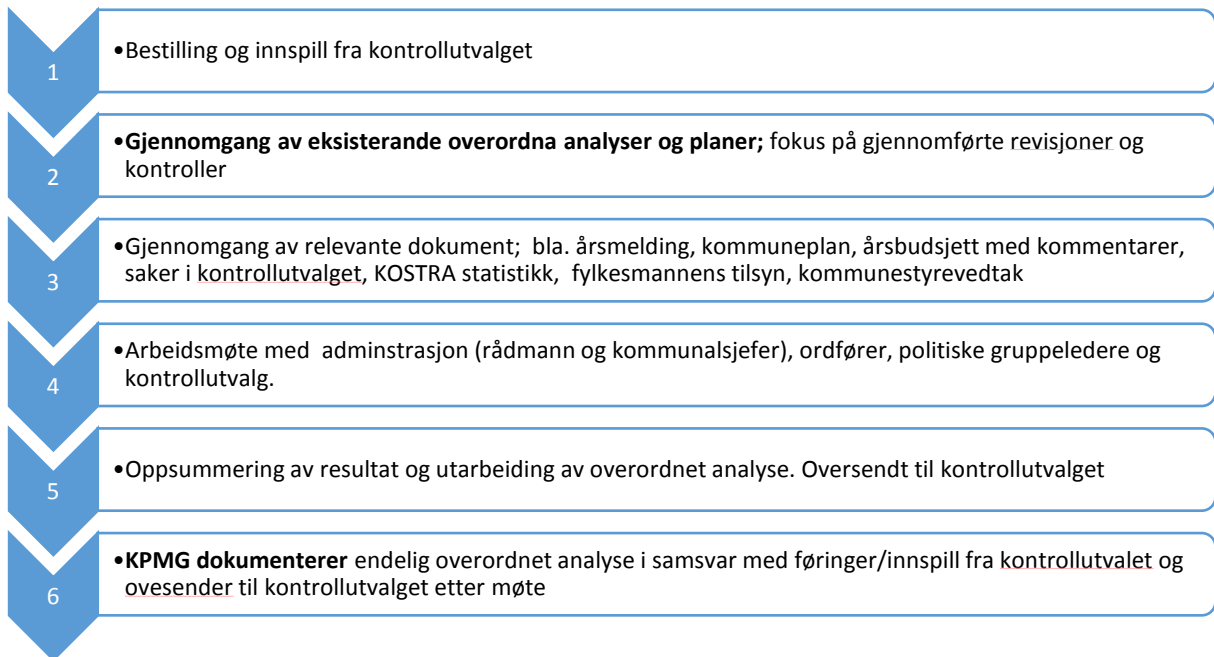 1
•Bestilling og innspill fra kontrollutvalget
2
•Gjennomgang av eksisterande overordna analyser og planer; fokus på gjennomførte revisjoner og
kontroller
3
•Gjennomgang av relevante dokument; bla. årsmelding, kommuneplan, årsbudsjett med kommentarer,
saker i kontrollutvalget, KOSTRA statistikk, fylkesmannens tilsyn, kommunestyrevedtak
4
•Arbeidsmøte med adminstrasjon (rådmann og kommunalsjefer), ordfører, politiske gruppeledere og
kontrollutvalg.
5
•Oppsummering av resultat og utarbeiding av overordnet analyse. Oversendt til kontrollutvalget
6
•KPMG dokumenterer endelig overordnet analyse i samsvar med føringer/innspill fra kontrollutvalet og
ovesender til kontrollutvalget etter møte